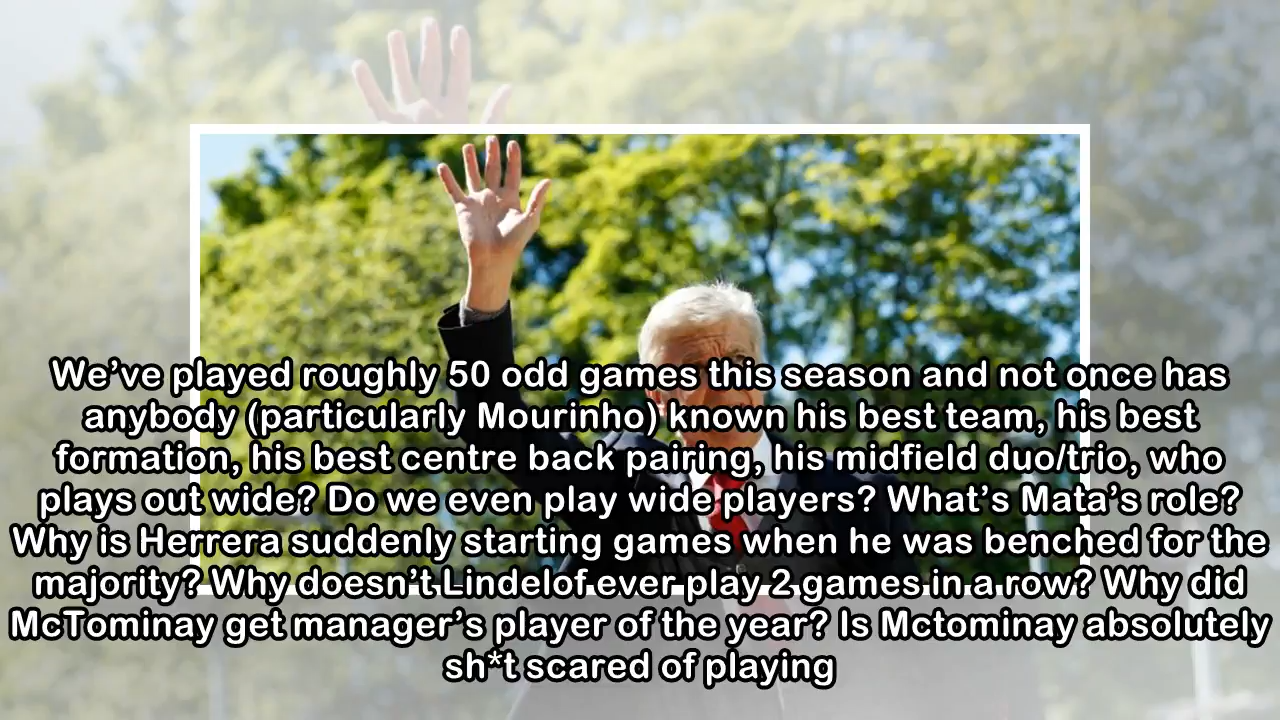 We’ve played roughly 50 odd games this season and not once has
anybody (particularly Mourinho) known his best team, his best
formation, his best centre back pairing, his midfield duo/trio, who
plays out wide? Do we even play wide players? What’s Mata’s role?
Why is Herrera suddenly starting games when he was benched for the
majority? Why doesn’t Lindelof ever play 2 games in a row? Why did
McTominay get manager’s player of the year? Is Mctominay absolutely
sh*t scared of playing